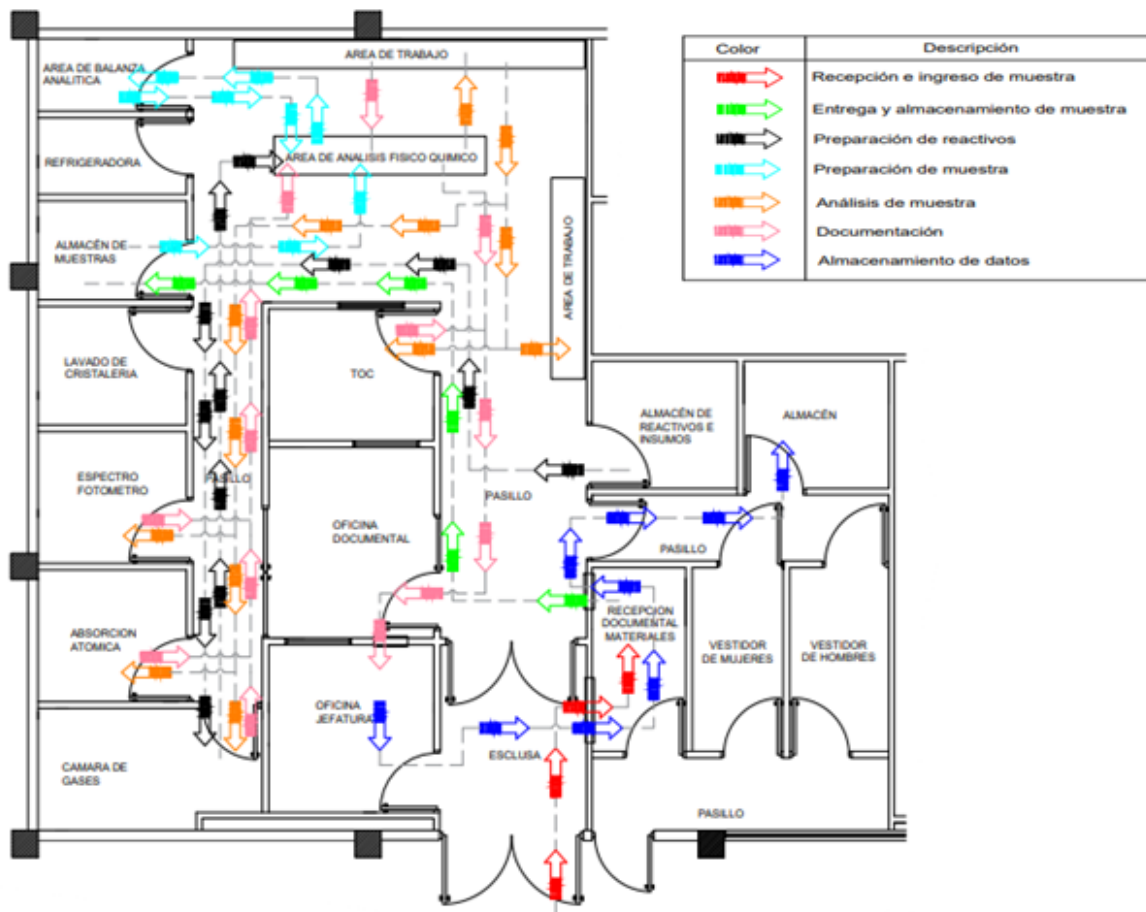 AREA DE TRABAJO
AREA DE BALANZA
ANALITICA
REFRIGERADORA
AREA DE ANALISIS FISICO QUIMICO
ALMACÉN DE
MUESTRAS
AREA DE TRABAJO
LAVADO DE
CRISTALERIA
TOC
ALMACÉN DE
REACTIVOS E
INSUMOS
ALMACÉN
ESPECTRO
FOTOMETRO
PASILLO
OFICINA
DOCUMENTAL
PASILLO
PASILLO
ABSORCION
ATOMICA
RECEPCION
DOCUMENTAL
MATERIALES
VESTIDOR
DE MUJERES
VESTIDOR
DE HOMBRES
OFICINA
JEFATURA
ESCLUSA
CAMARA DE
GASES
PASILLO
Color Descripción
Recepción e ingreso de muestra
Entrega y almacenamiento de muestra
Preparación de reactivos
Preparación de muestra
Análisis de muestra
Documentación
Almacenamiento de datos